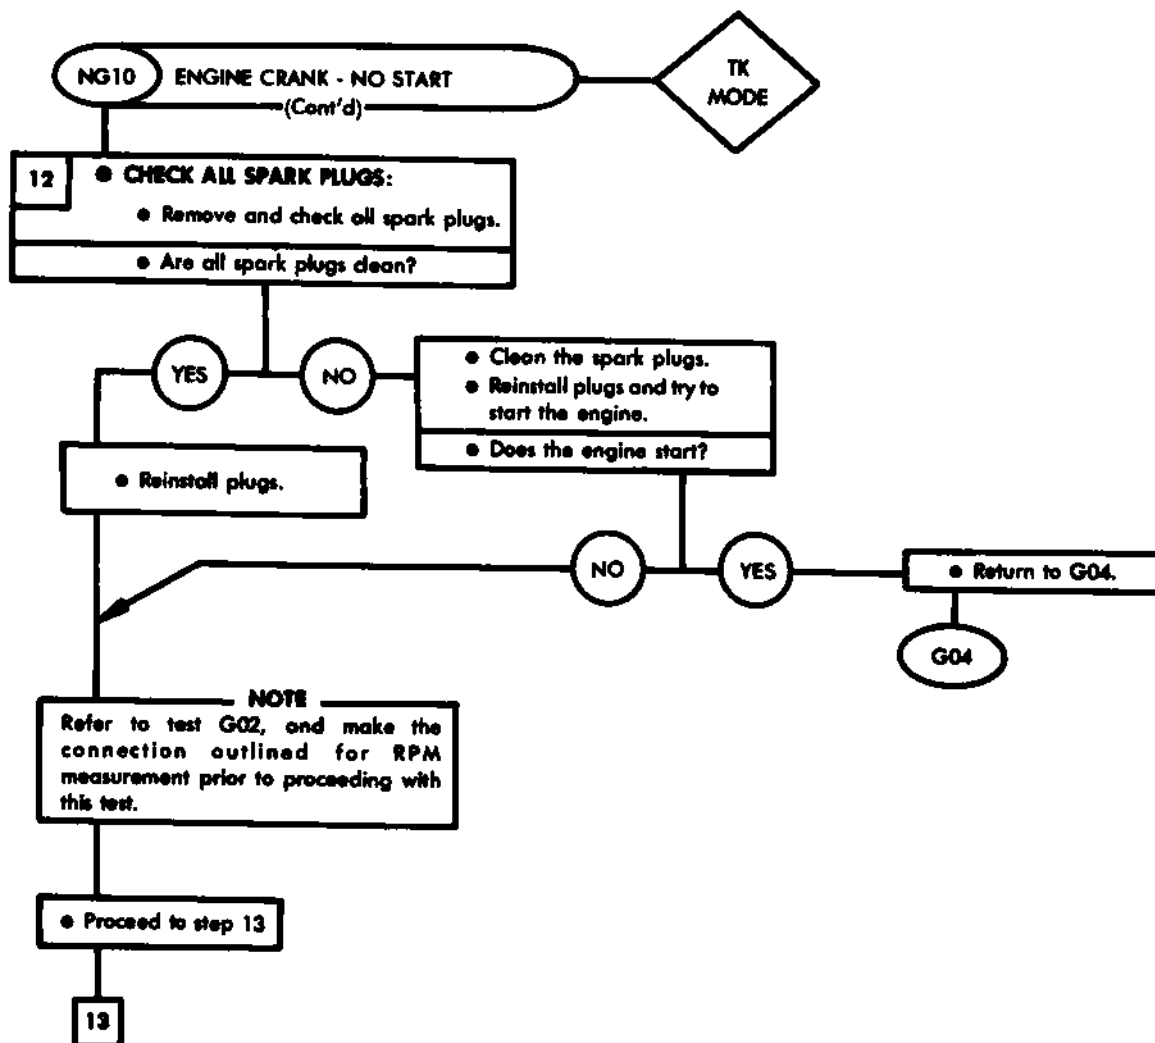 NG10 ENGINE CRANK - NO START
(Cont'd)
TK
MODE
12
● CHECK ALL SPARK PLUGS:
● Remove and check all spark plugs.
● Are all spark plugs clean?
YES
NO
● Clean the spark plugs.
● Reinstall plugs and try to
start the engine.
● Does the engine start?
● Reinstall plugs.
NO
YES
● Return to G04.
G04
NOTE
Refer to test G02, and make the
connection outlined for RPM
measurement prior to proceeding with
this test.
● Proceed to step 13
13